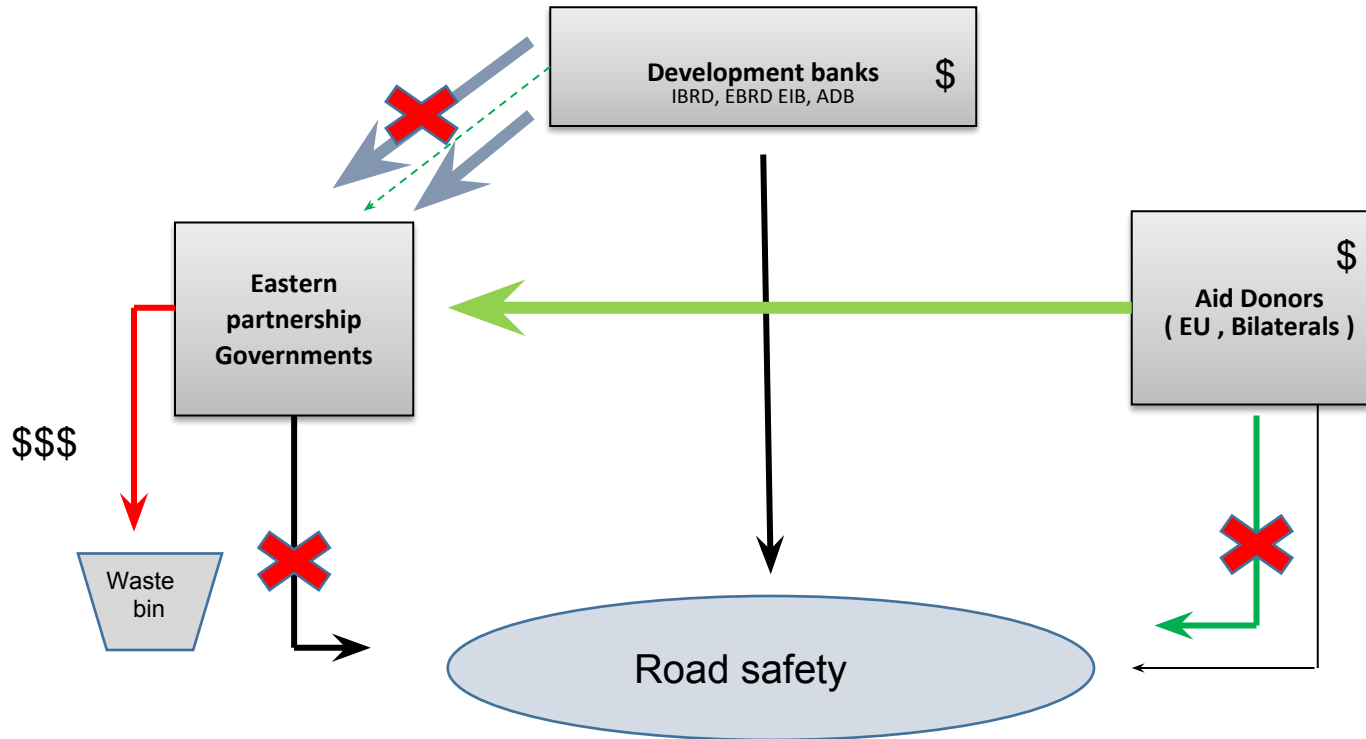 Development banks
IBRD, EBRD EIB, ADB
$
$
Aid Donors
( EU , Bilaterals )
Eastern
partnership
Governments
$$$
Waste
bin
Road safety